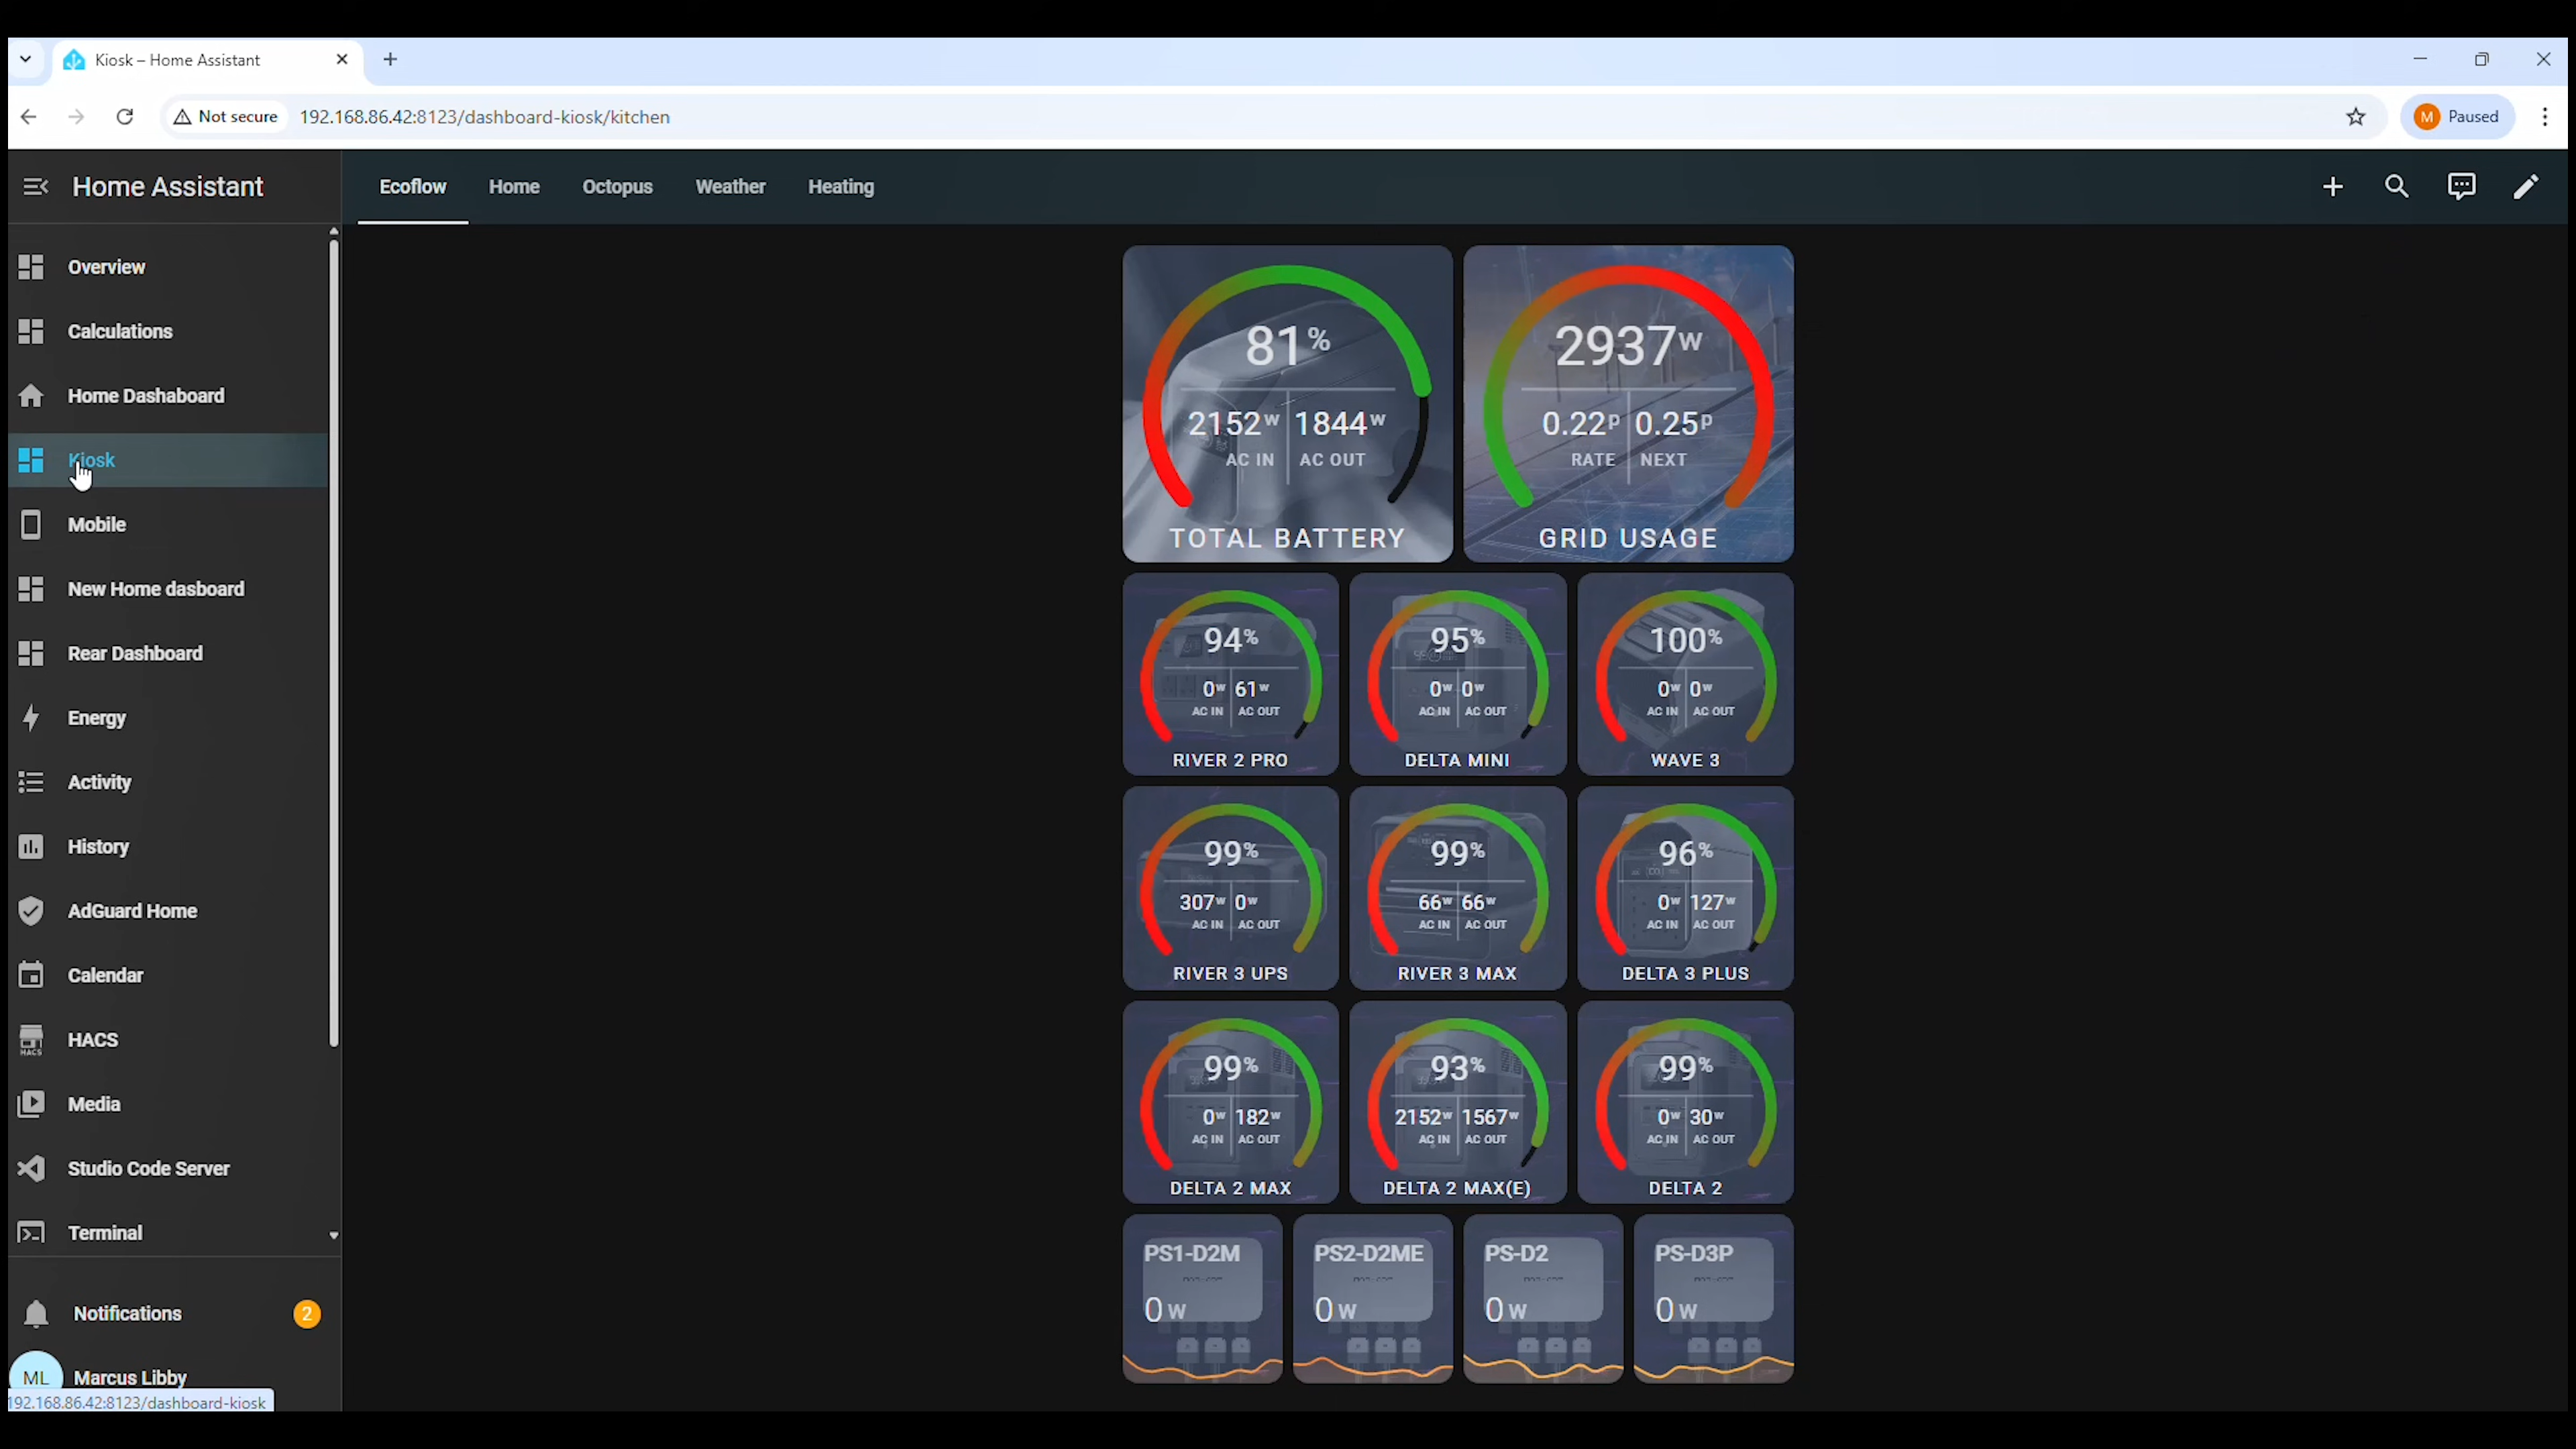 Kiosk – Home Assistant
Not secure
192.168.86.42:8123/dashboard-kiosk/kitchen
M Paused
Home Assistant
Ecoflow Home Octopus Weather Heating
Overview
Calculations
Home Dashaboard
Kiosk
Mobile
New Home dasboard
Rear Dashboard
Energy
Activity
History
AdGuard Home
Calendar
HACS
HACS
Media
Studio Code Server
Terminal
Notifications 2
ML Marcus Libby
192.168.86.42:8123/dashboard-kiosk
81%
2152w 1844w
AC IN AC OUT
TOTAL BATTERY
2937w
0.22p 0.25p
RATE NEXT
GRID USAGE
94%
0w 61w
AC IN AC OUT
RIVER 2 PRO
95%
0w 0w
AC IN AC OUT
DELTA MINI
100%
0w 0w
AC IN AC OUT
WAVE 3
99%
307w 0w
AC IN AC OUT
RIVER 3 UPS
99%
66w 66w
AC IN AC OUT
RIVER 3 MAX
96%
0w 127w
AC IN AC OUT
DELTA 3 PLUS
99%
0w 182w
AC IN AC OUT
DELTA 2 MAX
93%
2152w 1567w
AC IN AC OUT
DELTA 2 MAX(E)
99%
0w 30w
AC IN AC OUT
DELTA 2
PS1-D2M
0 w
PS2-D2ME
0 w
PS-D2
0 w
PS-D3P
0 w